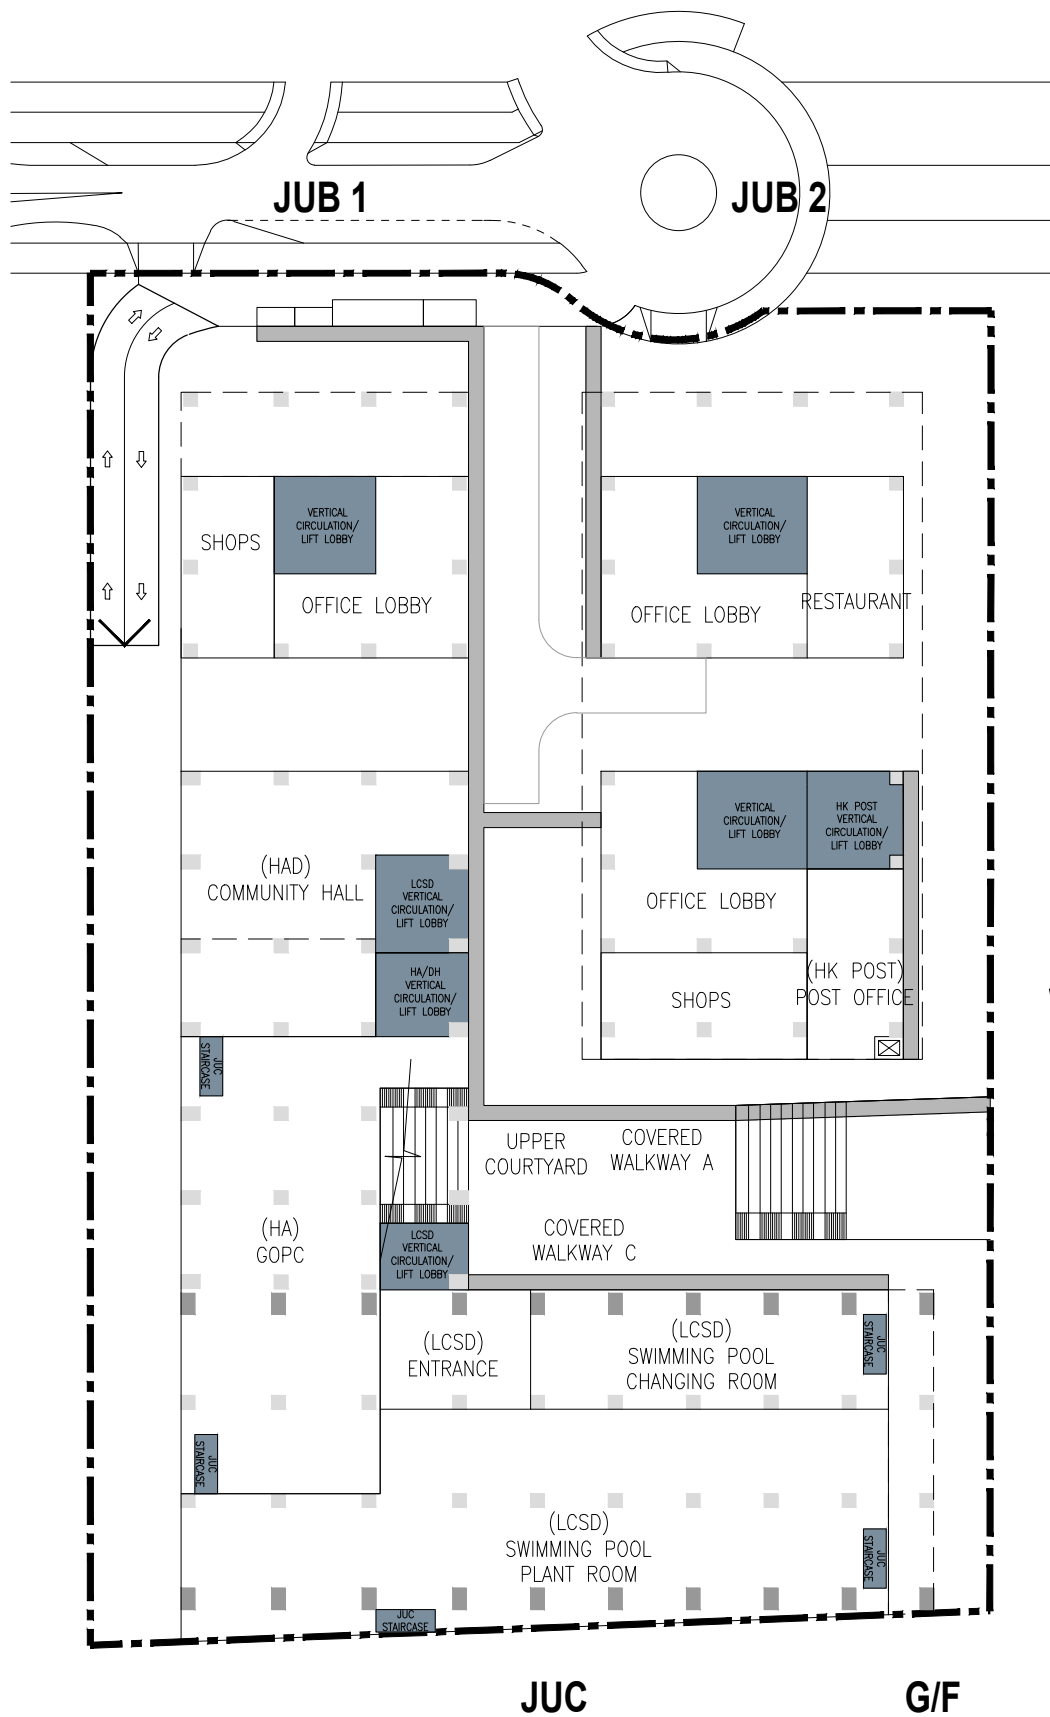 JUB 1
JUB 2
VERTICAL
CIRCULATION/
LIFT LOBBY
SHOPS
OFFICE LOBBY
VERTICAL
CIRCULATION/
LIFT LOBBY
OFFICE LOBBY
RESTAURANT
(HAD)
COMMUNITY HALL
LCSD
VERTICAL
CIRCULATION/
LIFT LOBBY
HA/DH
VERTICAL
CIRCULATION/
LIFT LOBBY
VERTICAL
CIRCULATION/
LIFT LOBBY
HK POST
VERTICAL
CIRCULATION/
LIFT LOBBY
OFFICE LOBBY
SHOPS
(HK POST)
POST OFFICE
JUC
STAIRCASE
UPPER
COURTYARD
COVERED
WALKWAY A
COVERED
WALKWAY C
(HA)
GOPC
LCSD
VERTICAL
CIRCULATION/
LIFT LOBBY
(LCSD)
ENTRANCE
(LCSD)
SWIMMING POOL
CHANGING ROOM
JUC
STAIRCASE
JUC
STAIRCASE
(LCSD)
SWIMMING POOL
PLANT ROOM
JUC
STAIRCASE
JUC
STAIRCASE
JUC
G/F